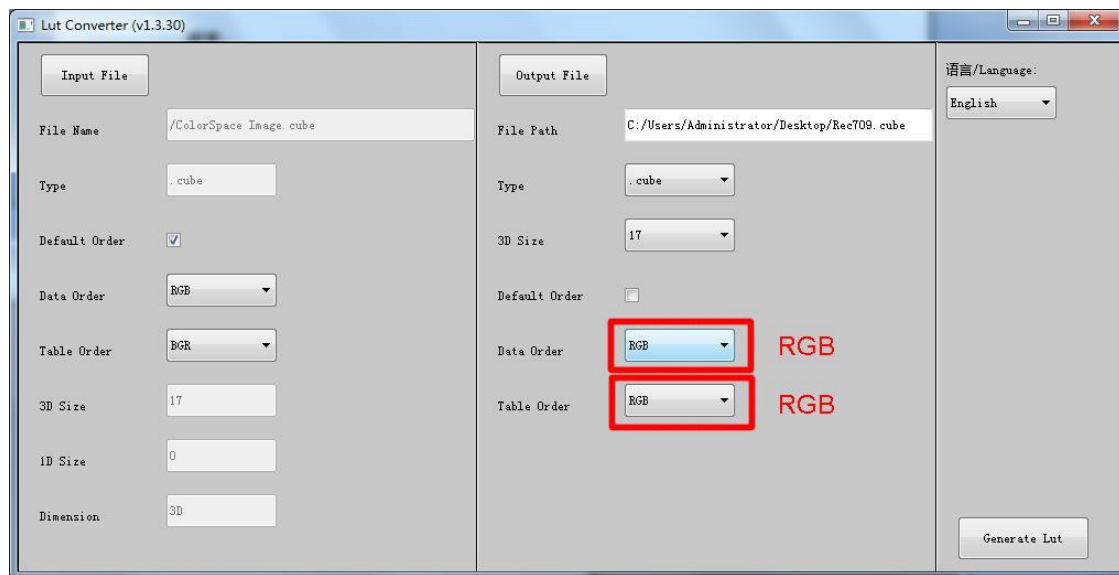 Lut Converter (v1.3.30)
Input File
File Name
/ColorSpace Image.cube
Type
.cube
Default Order
Data Order
RGB
Table Order
BGR
3D Size
17
1D Size
0
Dimension
3D
Output File
File Path
C:/Users/Administrator/Desktop/Rec709.cube
Type
.cube
3D Size
17
Default Order
Data Order
RGB
RGB
Table Order
RGB
RGB
语言/Language:
English
Generate Lut